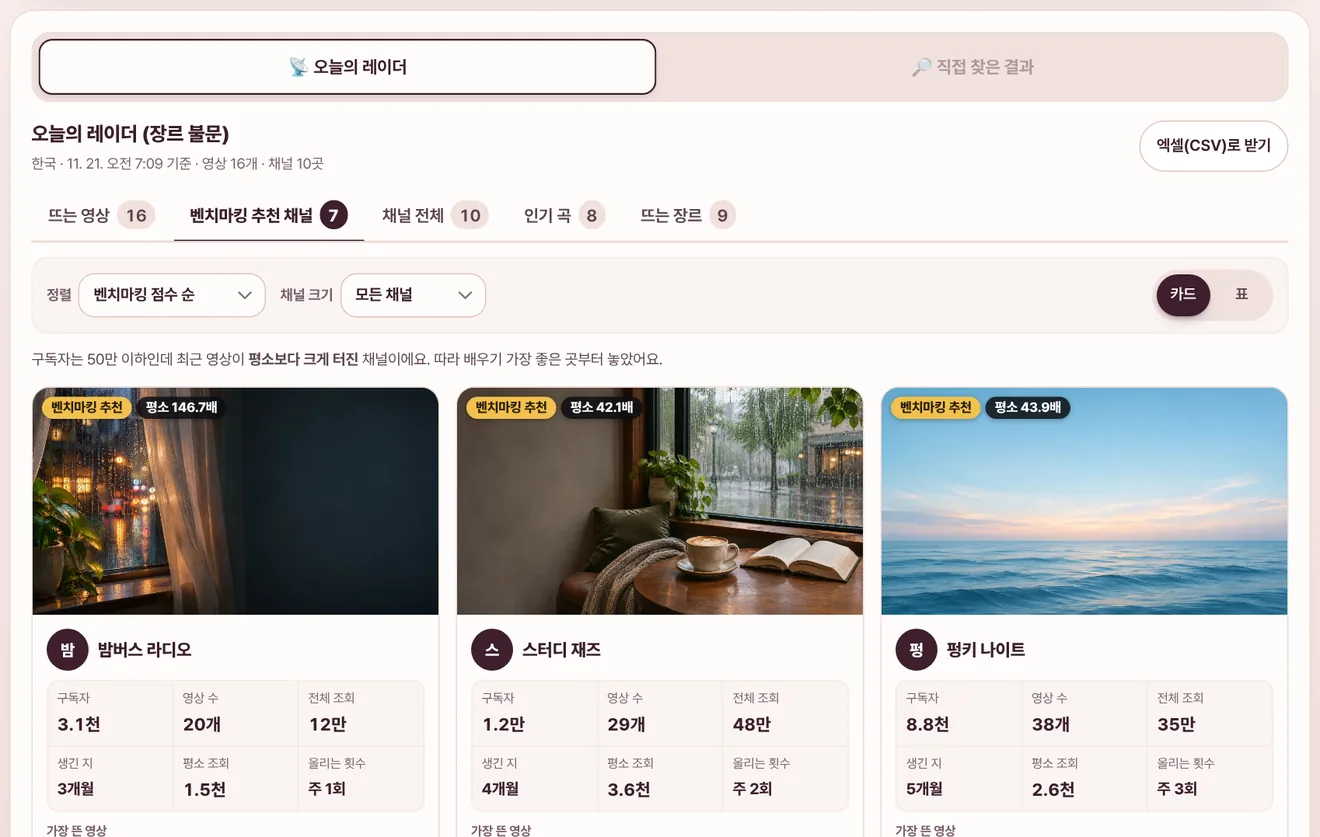 📡 오늘의 레이더
🔎 직접 찾은 결과
오늘의 레이더 (장르 불문)
한국 · 11. 21. 오전 7:09 기준 · 영상 16개 · 채널 10곳
엑셀(CSV)로 받기
뜨는 영상 16 벤치마킹 추천 채널 7 채널 전체 10 인기 곡 8 뜨는 장르 9
정렬 벤치마킹 점수 순 채널 크기 모든 채널 카드 표
구독자는 50만 이하인데 최근 영상이 평소보다 크게 터진 채널이에요. 따라 배우기 가장 좋은 곳부터 놓았어요.
벤치마킹 추천 평소 146.7배
밤 밤버스 라디오
구독자 영상 수 전체 조회
3.1천 20개 12만
생긴 지 평소 조회 올리는 횟수
3개월 1.5천 주 1회
가장 뜬 영상
벤치마킹 추천 평소 42.1배
스 스터디 재즈
구독자 영상 수 전체 조회
1.2만 29개 48만
생긴 지 평소 조회 올리는 횟수
4개월 3.6천 주 2회
가장 뜬 영상
벤치마킹 추천 평소 43.9배
펑 펑키 나이트
구독자 영상 수 전체 조회
8.8천 38개 35만
생긴 지 평소 조회 올리는 횟수
5개월 2.6천 주 3회
가장 뜬 영상